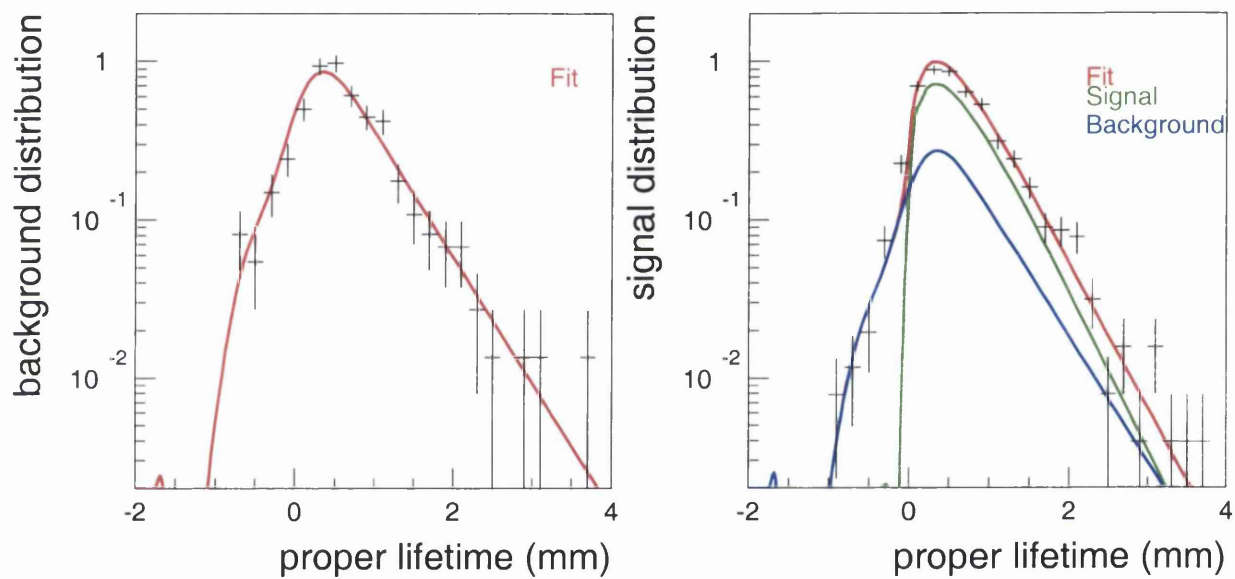 background distribution
1
10 -1
10 -2
Fit
-2 0 2 4
proper lifetime (mm)
signal distribution
1
10 -1
10 -2
Fit
Signal
Background
-2 0 2 4
proper lifetime (mm)